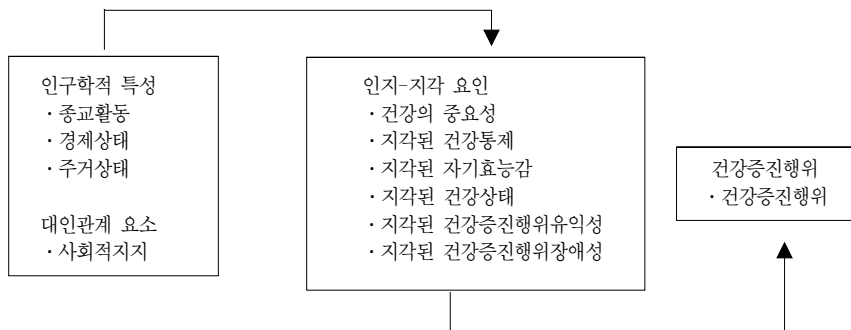 인구학적 특성
· 종교활동
· 경제상태
· 주거상태
대인관계 요소
· 사회적지지
인지-지각 요인
· 건강의 중요성
· 지각된 건강통제
· 지각된 자기효능감
· 지각된 건강상태
· 지각된 건강증진행위유익성
· 지각된 건강증진행위장애성
건강증진행위
· 건강증진행위